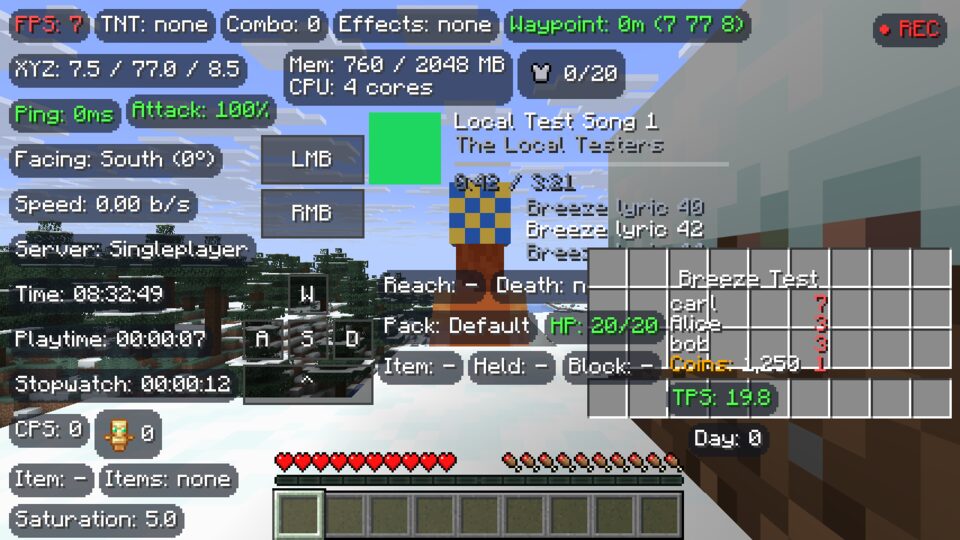 FPS: 7
TNT: none
Combo: 0
Effects: none
Waypoint: 0m (7 77 8)
REC
XYZ: 7.5 / 77.0 / 8.5
Mem: 760 / 2048 MB
CPU: 4 cores
0/20
Ping: 0ms
Attack: 100%
Local Test Song 1
The Local Testers
Facing: South (0°)
LMB
0:42 / 3:21
Speed: 0.00 b/s
RMB
Breeze lyric 40
Breeze lyric 42
Server: Singleplayer
Time: 08:32:49
W
Reach: -
Death: n
Breeze Test
carl 7
Alice 3
bob 3
Coins: 1,250 1
Playtime: 00:00:07
A
S
D
Pack: Default
HP: 20/20
Item: -
Held: -
Block: -
Stopwatch: 00:00:12
TPS: 19.8
CPS: 0
0
Day: 0
Item: -
Items: none
Saturation: 5.0